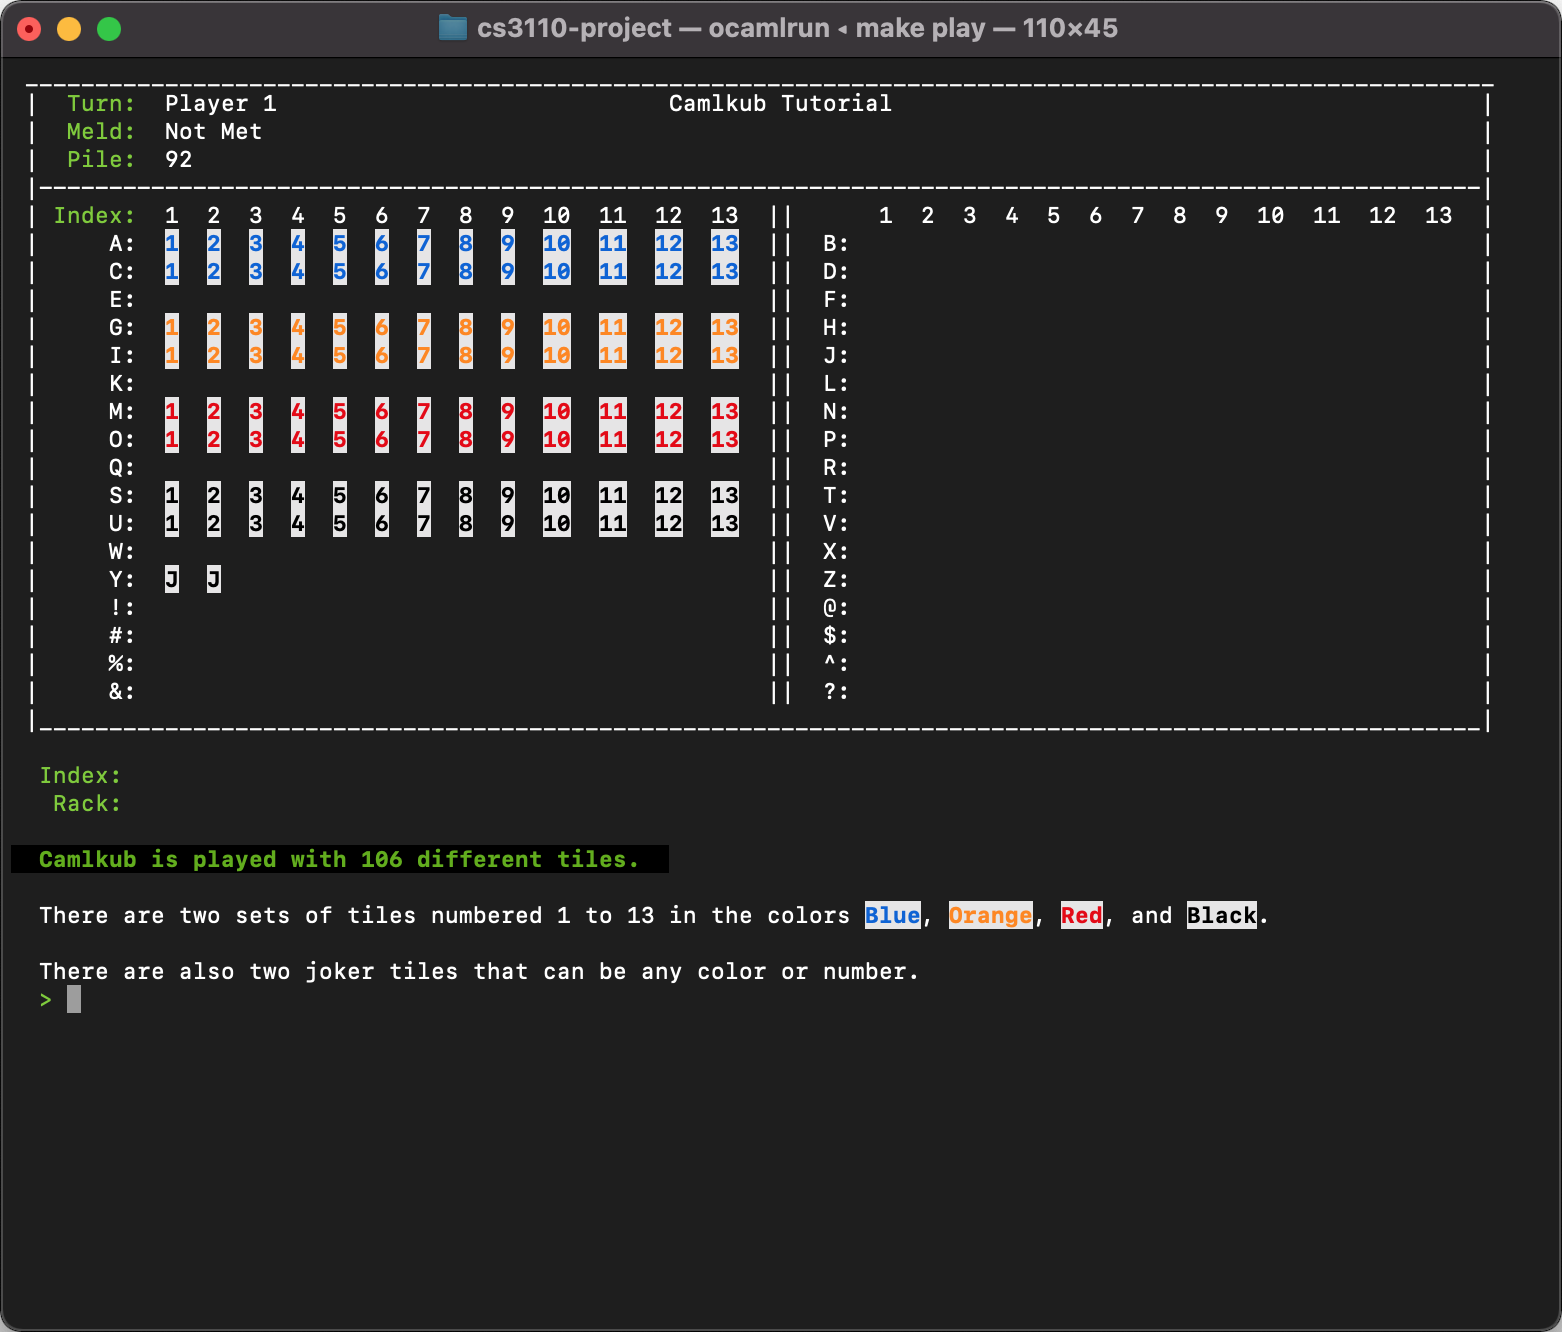 cs3110-project — ocamlrun ◂ make play — 110×45
Turn: Player 1 Camlkub Tutorial
Meld: Not Met
Pile: 92
Index: 1 2 3 4 5 6 7 8 9 10 11 12 13 || 1 2 3 4 5 6 7 8 9 10 11 12 13
A: 1 2 3 4 5 6 7 8 9 10 11 12 13 || B:
C: 1 2 3 4 5 6 7 8 9 10 11 12 13 || D:
E: || F:
G: 1 2 3 4 5 6 7 8 9 10 11 12 13 || H:
I: 1 2 3 4 5 6 7 8 9 10 11 12 13 || J:
K: || L:
M: 1 2 3 4 5 6 7 8 9 10 11 12 13 || N:
O: 1 2 3 4 5 6 7 8 9 10 11 12 13 || P:
Q: || R:
S: 1 2 3 4 5 6 7 8 9 10 11 12 13 || T:
U: 1 2 3 4 5 6 7 8 9 10 11 12 13 || V:
W: || X:
Y: J J || Z:
!: || @:
#: || $:
%: || ^:
&: || ?:
Index:
Rack:
Camlkub is played with 106 different tiles.
There are two sets of tiles numbered 1 to 13 in the colors Blue, Orange, Red, and Black.
There are also two joker tiles that can be any color or number.
>